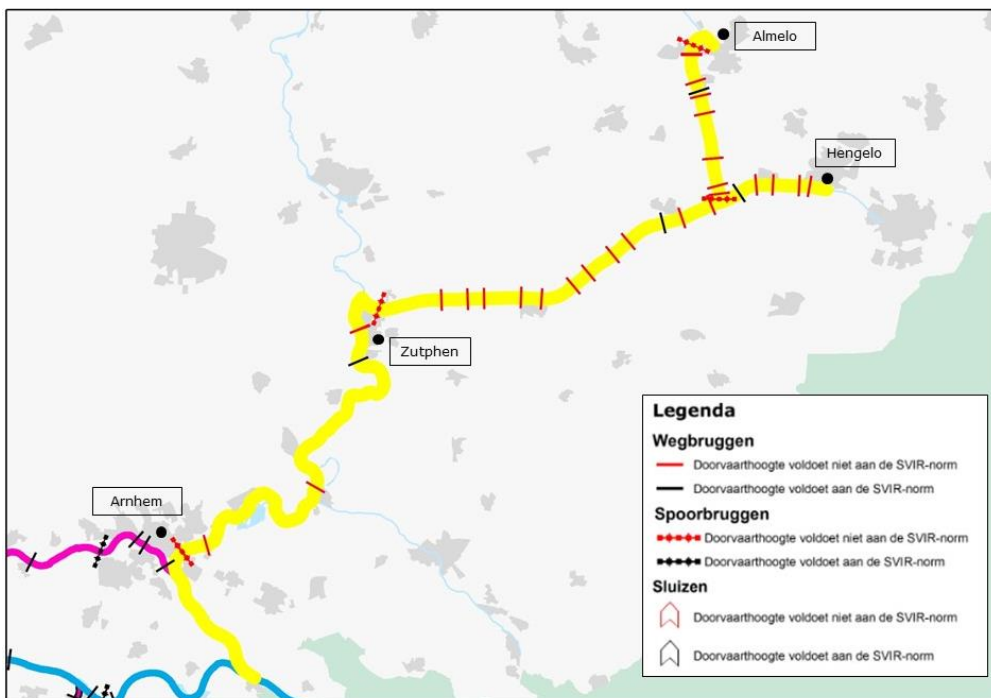 Almelo
Hengelo
Zutphen
Arnhem
Legenda
Wegbruggen
Doorvaarthoogte voldoet niet aan de SVIR-norm
Doorvaarthoogte voldoet aan de SVIR-norm
Spoorbruggen
Doorvaarthoogte voldoet niet aan de SVIR-norm
Doorvaarthoogte voldoet aan de SVIR-norm
Sluizen
Doorvaarthoogte voldoet niet aan de SVIR-norm
Doorvaarthoogte voldoet aan de SVIR-norm